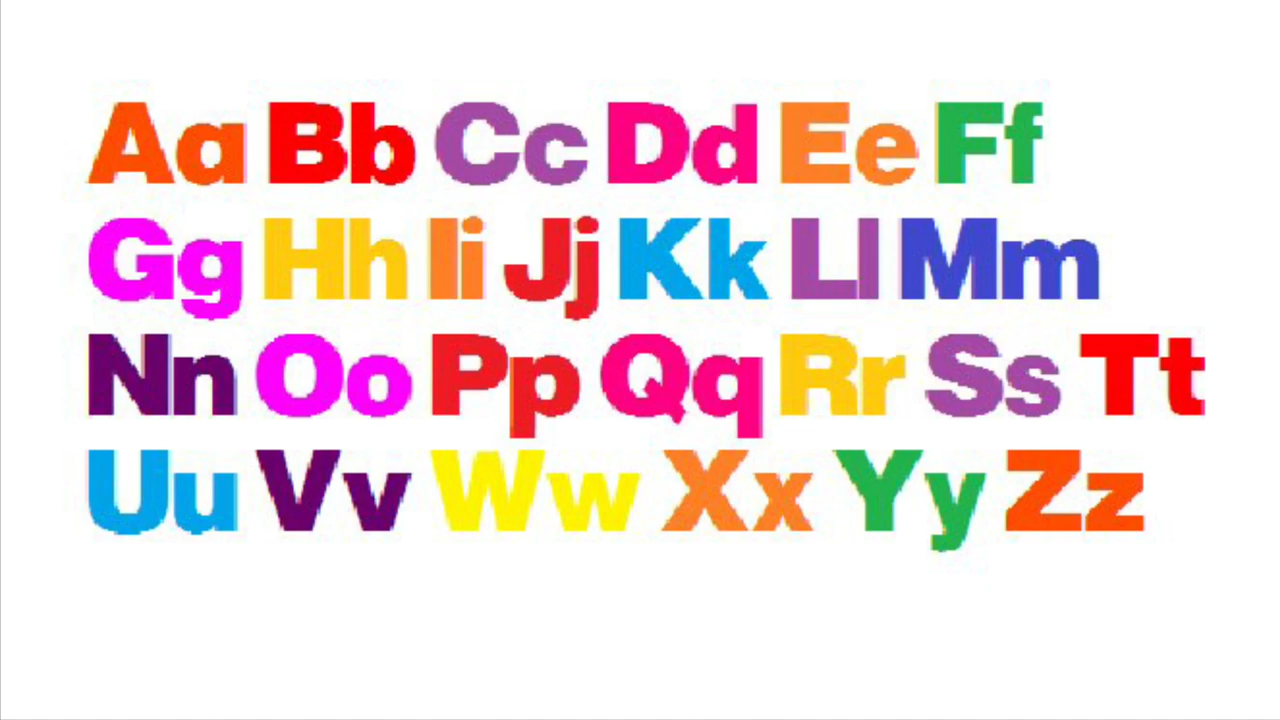 Aa Bb Cc Dd Ee Ff
Gg Hh Ii Jj Kk Ll Mm
Nn Oo Pp Qq Rr Ss Tt
Uu Vv Ww Xx Yy Zz